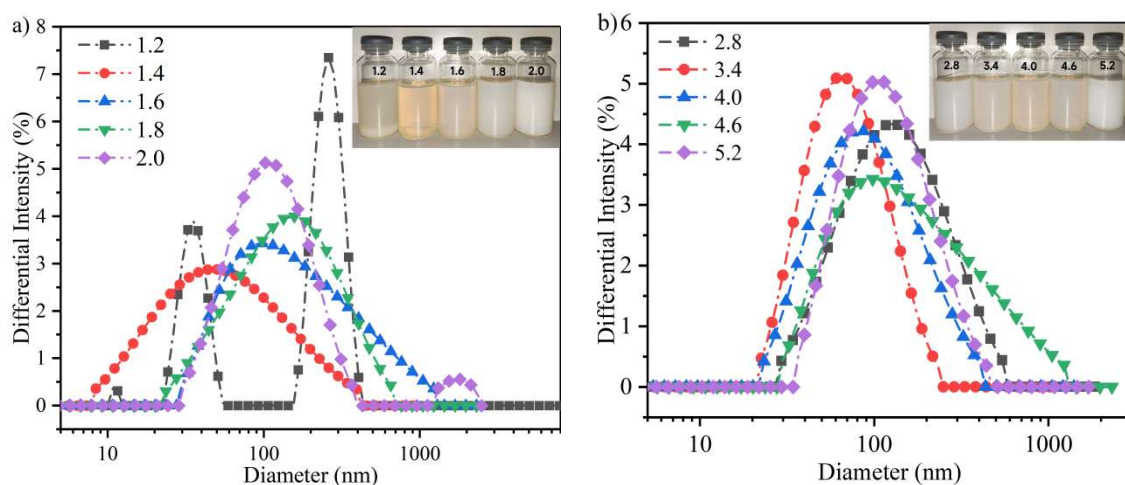 a)
8
7
6
5
4
3
2
1
0
Differential Intensity (%)
1.2
1.4
1.6
1.8
2.0
1.2 1.4 1.6 1.8 2.0
10 100 1000
Diameter (nm)
b)
6
5
4
3
2
1
0
Differential Intensity (%)
2.8
3.4
4.0
4.6
5.2
2.8 3.4 4.0 4.6 5.2
10 100 1000
Diameter (nm)